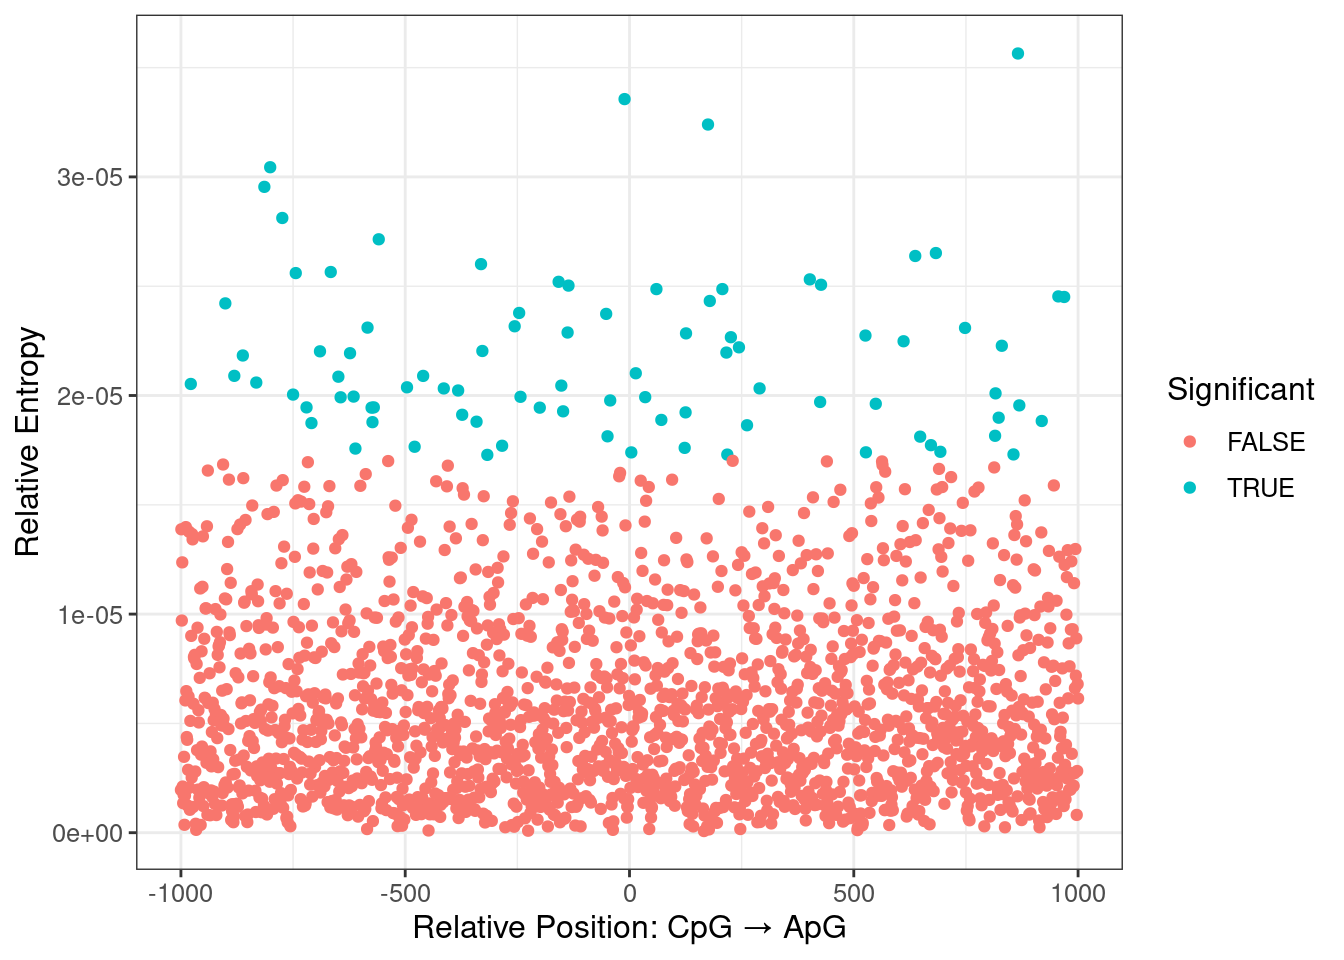 Relative Entropy
3e-05
2e-05
1e-05
0e+00
-1000
-500
0
500
1000
Relative Position: CpG → ApG
Significant
FALSE
TRUE